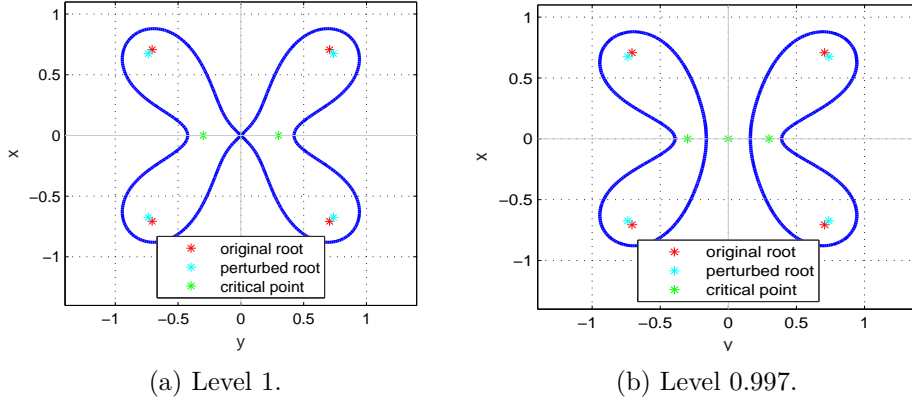 1
0.5
0
−0.5
−1
x
−1
−0.5
0
0.5
1
y
original root
perturbed root
critical point
(a) Level 1.
1
0.5
0
−0.5
−1
x
−1
−0.5
0
0.5
1
y
original root
perturbed root
critical point
(b) Level 0.997.